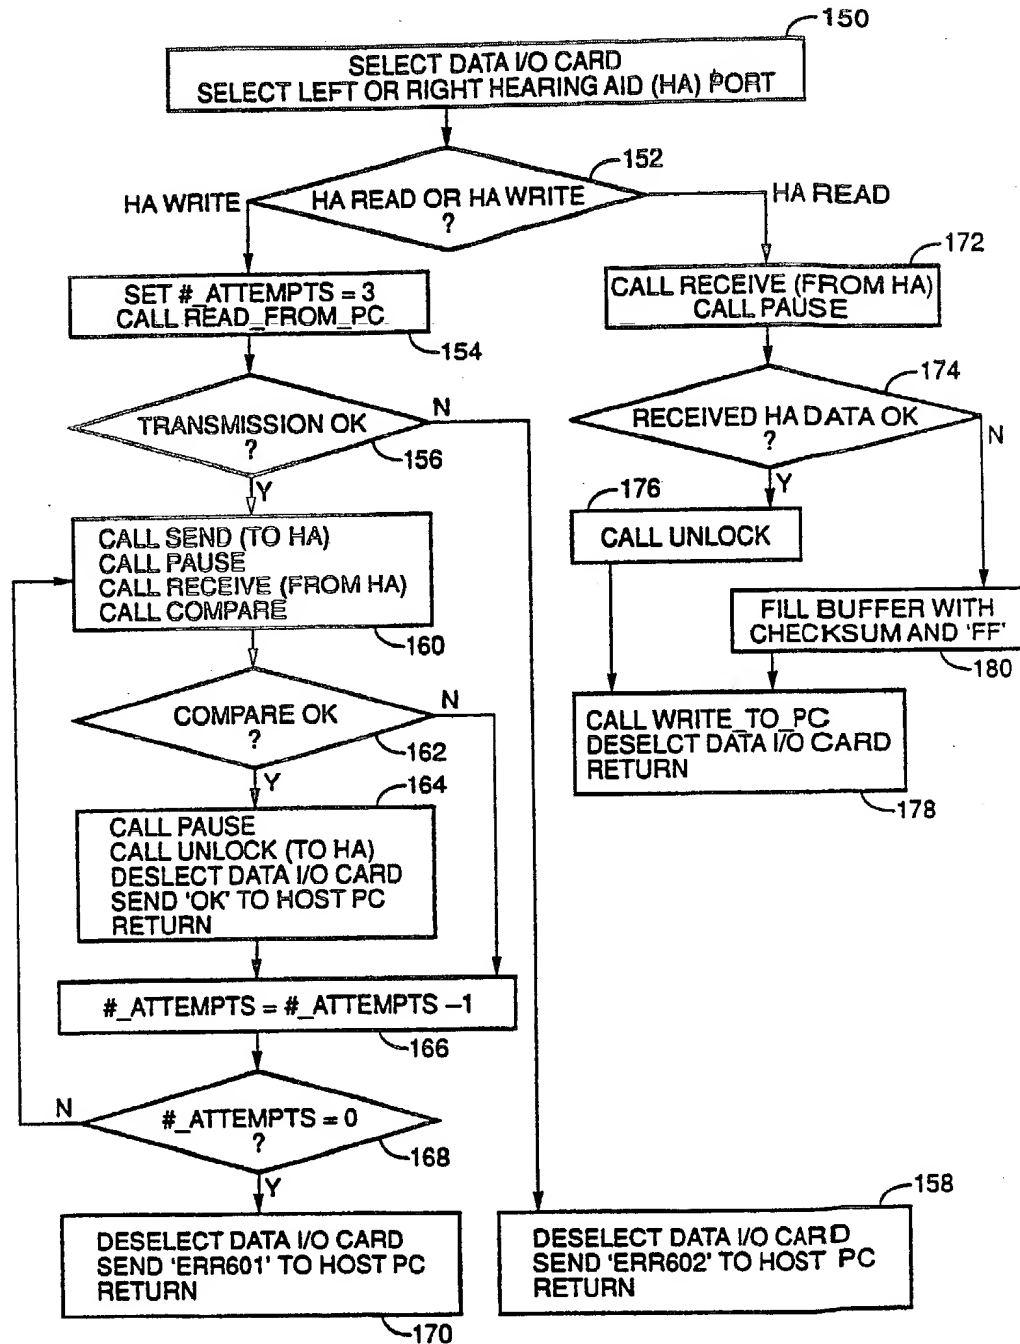 150
SELECT DATA I/O CARD
SELECT LEFT OR RIGHT HEARING AID (HA) PORT
152
HA WRITE
HA READ OR HA WRITE
?
HA READ
SET #_ATTEMPTS = 3
CALL READ_FROM_PC
154
172
CALL RECEIVE (FROM HA)
CALL PAUSE
TRANSMISSION OK
?
N
156
Y
174
RECEIVED HA DATA OK
?
N
Y
176
CALL UNLOCK
CALL SEND (TO HA)
CALL PAUSE
CALL RECEIVE (FROM HA)
CALL COMPARE
160
FILL BUFFER WITH
CHECKSUM AND 'FF'
180
COMPARE OK
?
N
162
Y
CALL WRITE_TO_PC
DESELCT DATA I/O CARD
RETURN
178
164
CALL PAUSE
CALL UNLOCK (TO HA)
DESLECT DATA I/O CARD
SEND 'OK' TO HOST PC
RETURN
#_ATTEMPTS = #_ATTEMPTS –1
166
N
#_ATTEMPTS = 0
?
168
Y
158
DESELECT DATA I/O CARD
SEND 'ERR601' TO HOST PC
RETURN
170
DESELECT DATA I/O CARD
SEND 'ERR602' TO HOST PC
RETURN